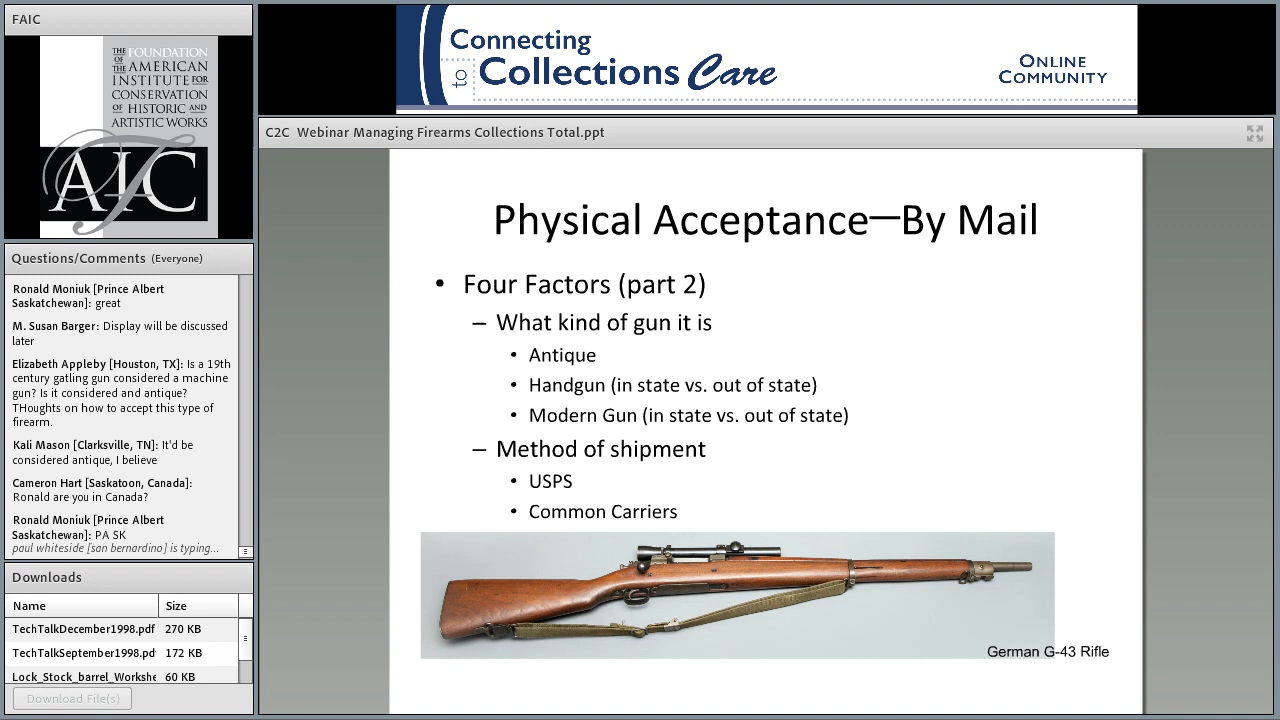 FAIC
THE FOUNDATION
OF THE AMERICAN
INSTITUTE FOR
CONSERVATION
OF HISTORIC AND
ARTISTIC WORKS
FAIC
Questions/Comments (Everyone)
Ronald Moniuk [Prince Albert
Saskatchewan]: great
M. Susan Barger: Display will be discussed
later
Elizabeth Appleby [Houston, TX]: Is a 19th
century gatling gun considered a machine
gun? Is it considered and antique?
THoughts on how to accept this type of
firearm.
Kali Mason [Clarksville, TN]: It'd be
considered antique, I believe
Cameron Hart [Saskatoon, Canada]:
Ronald are you in Canada?
Ronald Moniuk [Prince Albert
Saskatchewan]: PA SK
paul whiteside [san bernardino] is typing...
Downloads
Name Size
TechTalkDecember1998.pdf 270 KB
TechTalkSeptember1998.pd 172 KB
Lock_Stock_barrel_Workshe 60 KB
Download File(s)
Connecting
to Collections Care
ONLINE
COMMUNITY
C2C Webinar Managing Firearms Collections Total.ppt
Physical Acceptance—By Mail
• Four Factors (part 2)
– What kind of gun it is
• Antique
• Handgun (in state vs. out of state)
• Modern Gun (in state vs. out of state)
– Method of shipment
• USPS
• Common Carriers
German G-43 Rifle